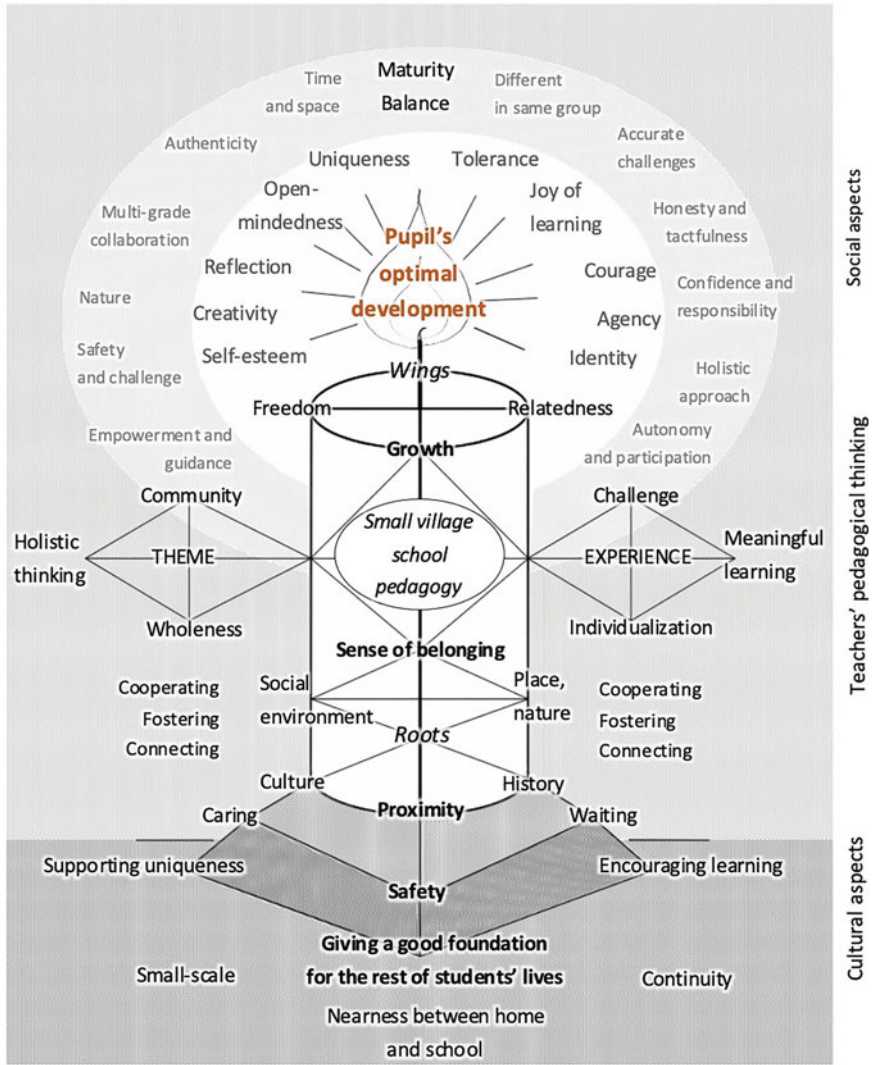 Maturity
Balance
Time
and space
Different
in same group
Authenticity
Accurate
challenges
Uniqueness
Tolerance
Open-
mindedness
Joy of
learning
Multi-grade
collaboration
Honesty and
tactfulness
Pupil's
optimal
development
Reflection
Courage
Nature
Confidence and
responsibility
Creativity
Agency
Safety
and challenge
Self-esteem
Identity
Holistic
approach
Wings
Freedom
Relatedness
Empowerment and
guidance
Growth
Autonomy
and participation
Community
Challenge
Holistic
thinking
THEME
Small village
school
pedagogy
EXPERIENCE
Meaningful
learning
Wholeness
Individualization
Sense of belonging
Cooperating
Fostering
Connecting
Social
environment
Place,
nature
Cooperating
Fostering
Connecting
Roots
Culture
History
Caring
Proximity
Waiting
Supporting uniqueness
Encouraging learning
Safety
Giving a good foundation
for the rest of students' lives
Small-scale
Continuity
Nearness between home
and school
Social aspects
Teachers' pedagogical thinking
Cultural aspects